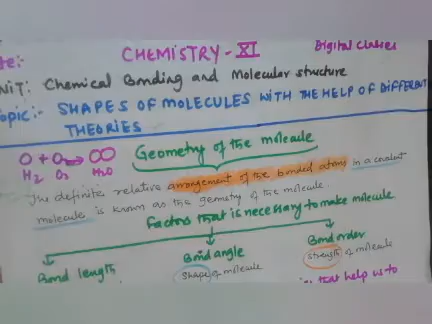 te:-
CHEMISTRY - XI
Digital Classes
NIT: Chemical Bonding and Molecular structure
opic:- SHAPES OF MOLECULES WITH THE HELP OF DIFFERENT
THEORIES
O + O → OO
H2 O2 H2O
Geometry of the molecule
The definite relative arrangement of the bonded atoms in a covalent
molecule is known as the geometry of the molecule.
Factors that is necessary to make molecule
Bond length
Bond angle
shape of molecule
Bond order
strength of molecule
that help us to